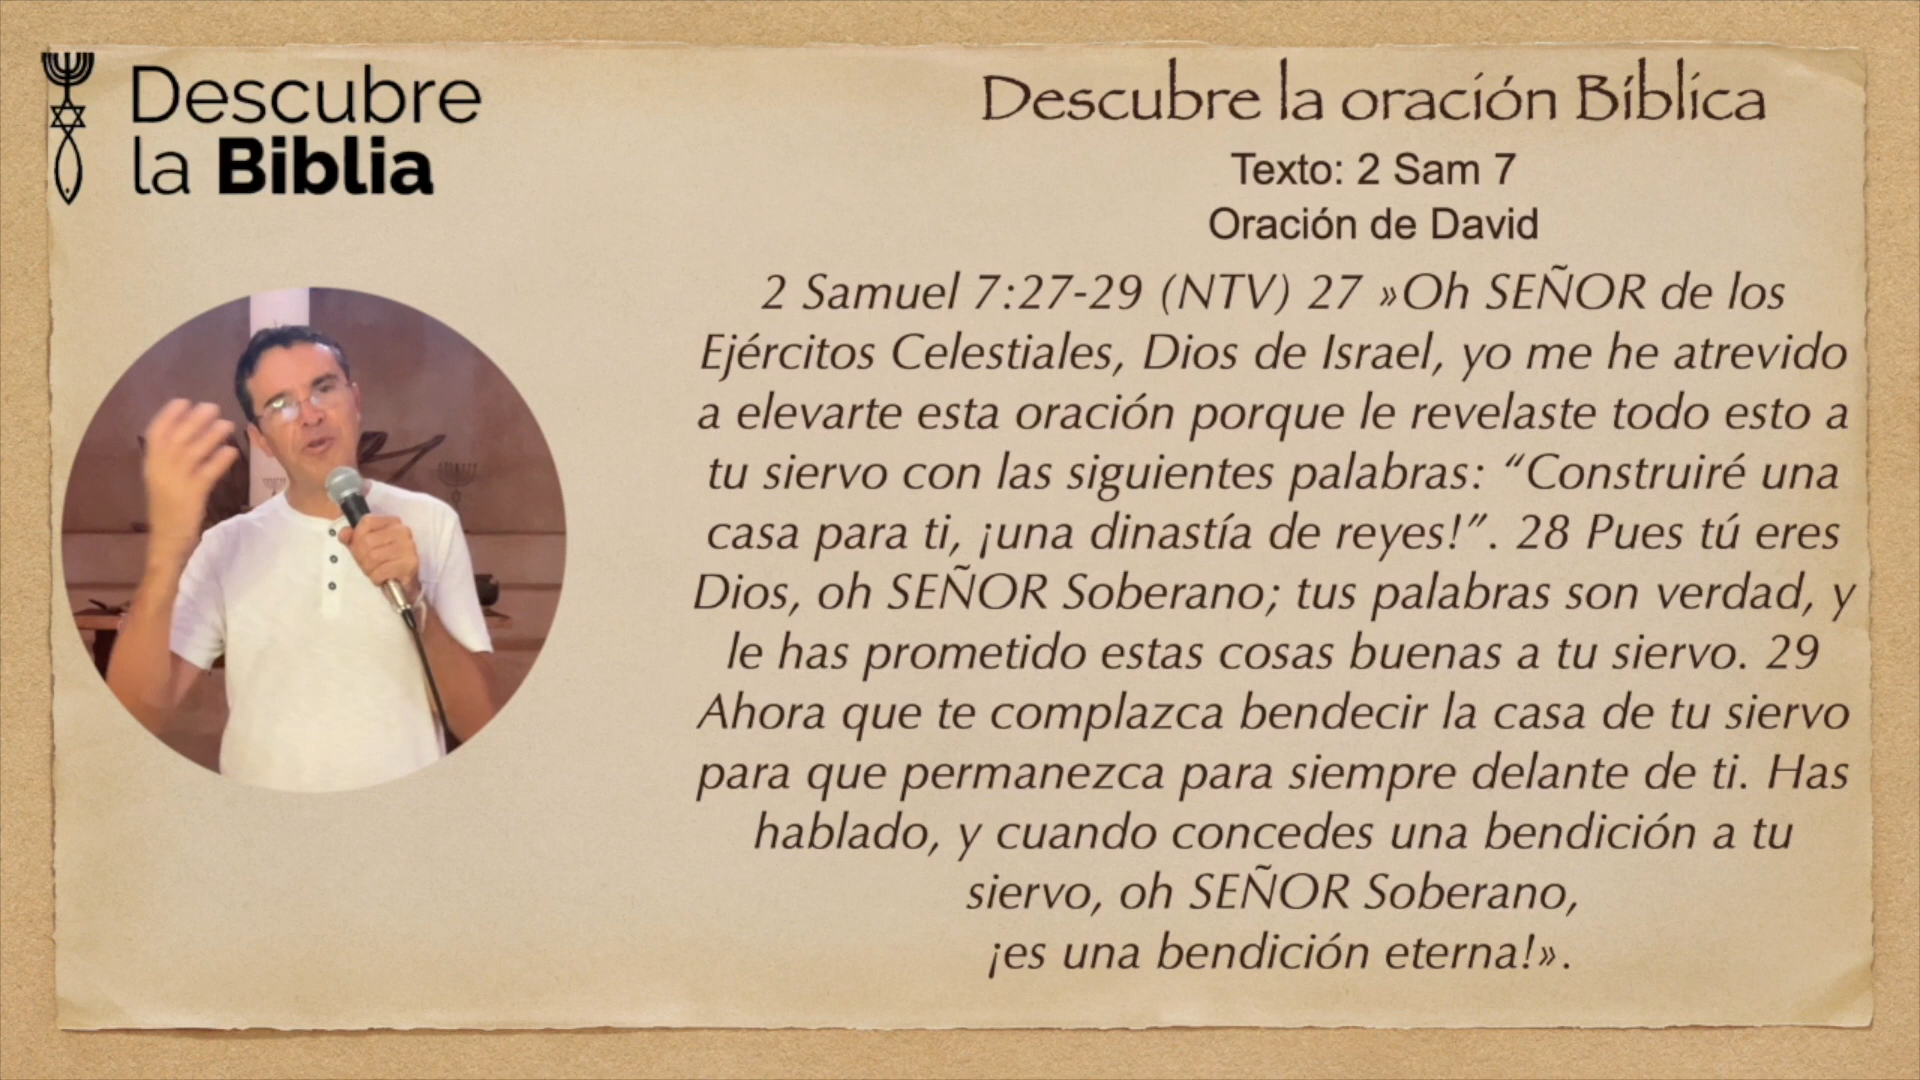 Descubre
la Biblia
Descubre la oración Bíblica
Texto: 2 Sam 7
Oración de David
2 Samuel 7:27-29 (NTV) 27 »Oh SEÑOR de los
Ejércitos Celestiales, Dios de Israel, yo me he atrevido
a elevarte esta oración porque le revelaste todo esto a
tu siervo con las siguientes palabras: “Construiré una
casa para ti, ¡una dinastía de reyes!”. 28 Pues tú eres
Dios, oh SEÑOR Soberano; tus palabras son verdad, y
le has prometido estas cosas buenas a tu siervo. 29
Ahora que te complazca bendecir la casa de tu siervo
para que permanezca para siempre delante de ti. Has
hablado, y cuando concedes una bendición a tu
siervo, oh SEÑOR Soberano,
¡es una bendición eterna!».